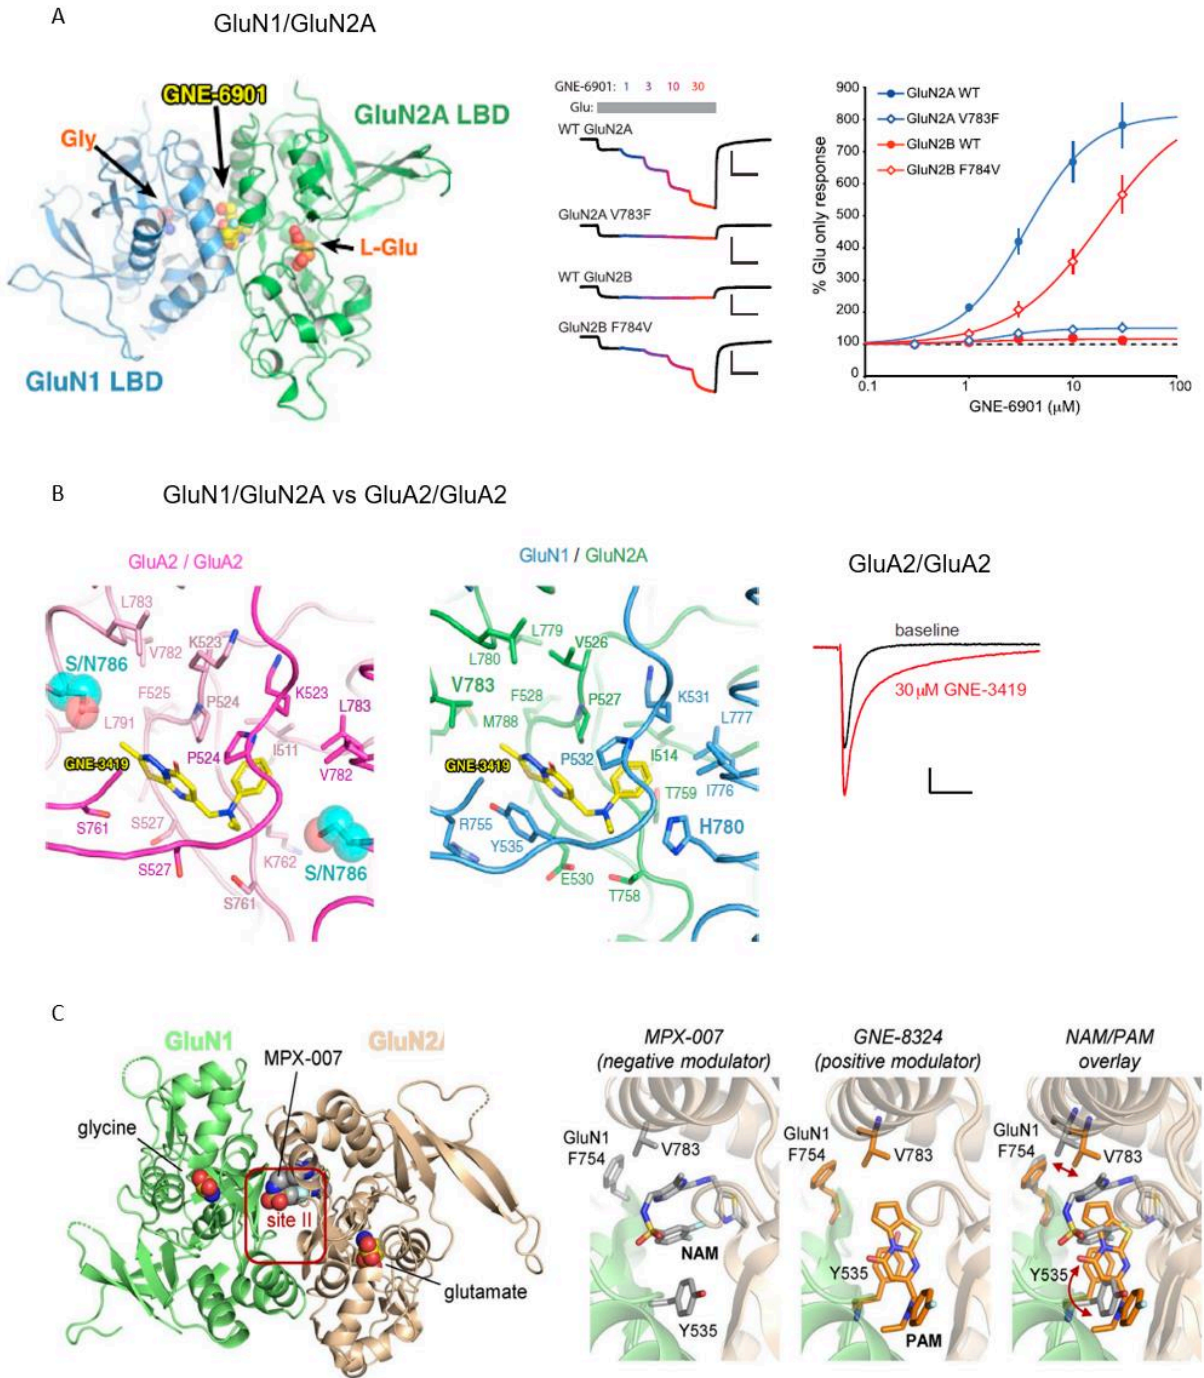 A
GluN1/GluN2A
GNE-6901
GluN2A LBD
Gly
L-Glu
GluN1 LBD
GNE-6901: 1 3 10 30
Glu:
WT GluN2A
GluN2A V783F
WT GluN2B
GluN2B F784V
% Glu only response
900
800
700
900
500
400
300
200
100
0
GluN2A WT
GluN2A V783F
GluN2B WT
GluN2B F784V
0.1 1 10 100
GNE-6901 (µM)
B
GluN1/GluN2A vs GluA2/GluA2
GluA2 / GluA2
L783
V782
K523
S/N786
F525
P524
K523
L783
L791
I511
GNE-3419
P524
V782
S761
S527
K762
S/N786
S527
S761
GluN1 / GluN2A
L779
V526
L780
V783
F528
P527
K531
M788
L777
GNE-3419
P532
I514
I776
T759
R755
Y535
H780
E530
T758
GluA2/GluA2
baseline
30 µM GNE-3419
C
GluN1
GluN2A
MPX-007
glycine
site II
glutamate
MPX-007
(negative modulator)
GluN1
F754
V783
NAM
Y535
GNE-8324
(positive modulator)
GluN1
F754
V783
Y535
PAM
NAM/PAM
overlay
GluN1
F754
V783
Y535